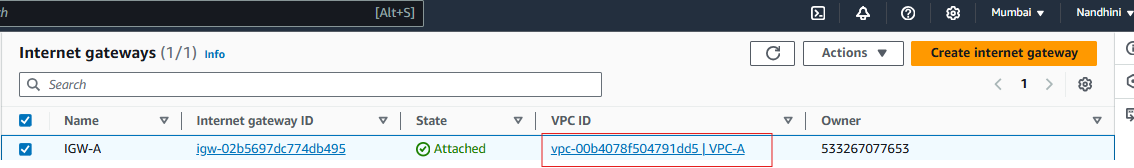 rch [Alt+S] Mumbai Nandhini
Internet gateways (1/1) Info Actions Create internet gateway
Search 1
Name Internet gateway ID State VPC ID Owner
IGW-A igw-02b5697dc774db495 Attached vpc-00b4078f504791dd5 | VPC-A 533267077653